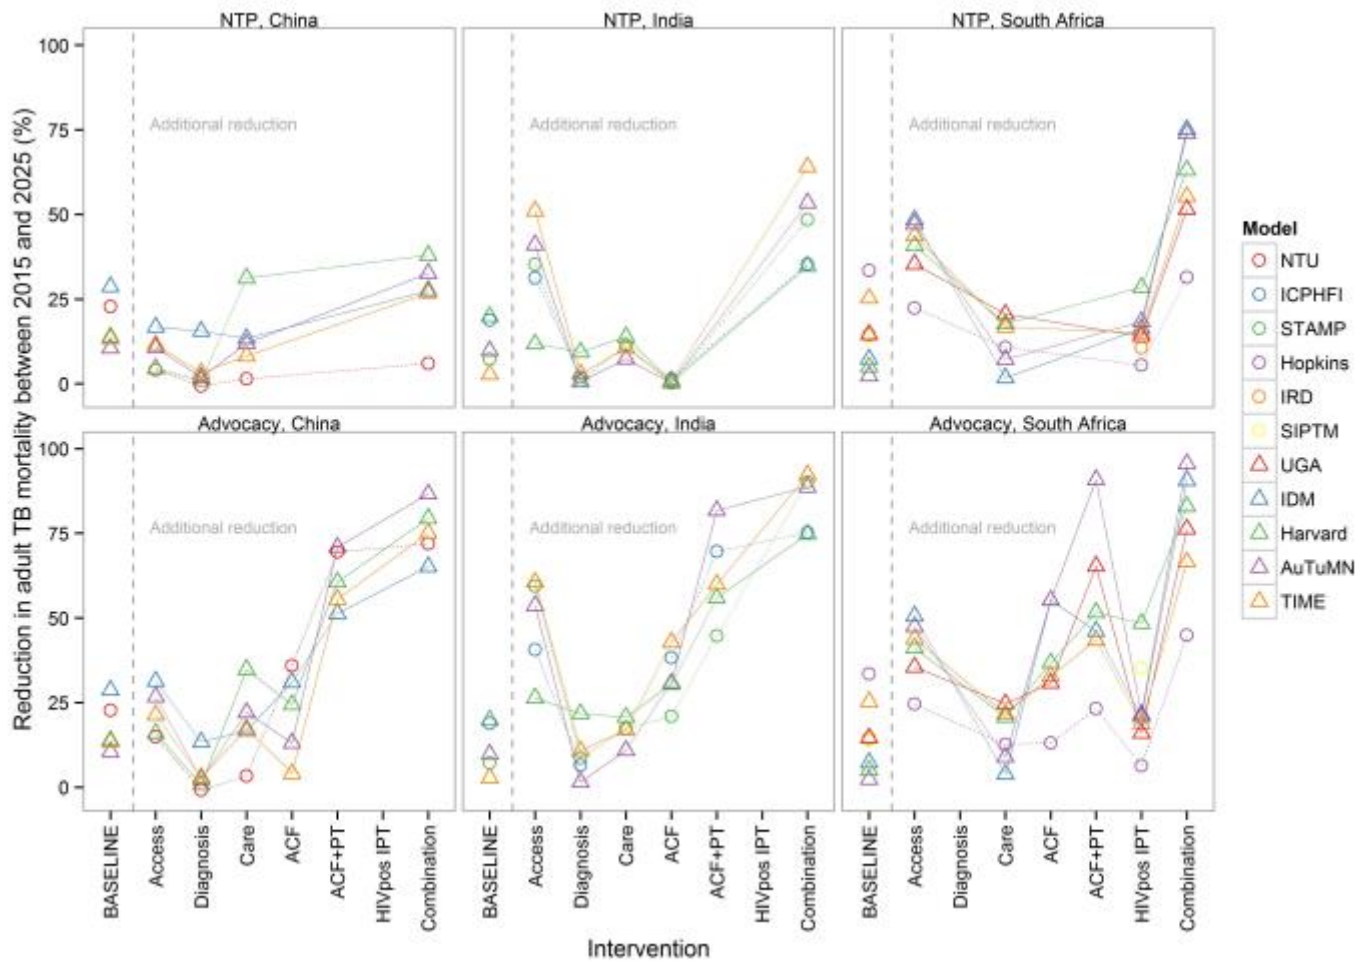 NTP, China
NTP, India
NTP, South Africa
100
75
50
25
0
Additional reduction
Additional reduction
Additional reduction
Reduction in adult TB mortality between 2015 and 2025 (%)
Advocacy, China
Advocacy, India
Advocacy, South Africa
100
75
50
25
0
Additional reduction
Additional reduction
Additional reduction
BASELINE
Access
Diagnosis
Care
ACF
ACF+PT
HIVpos IPT
Combination
BASELINE
Access
Diagnosis
Care
ACF
ACF+PT
HIVpos IPT
Combination
BASELINE
Access
Diagnosis
Care
ACF
ACF+PT
HIVpos IPT
Combination
Intervention
Model
NTU
ICPHFI
STAMP
Hopkins
IRD
SIPTM
UGA
IDM
Harvard
AuTuMN
TIME